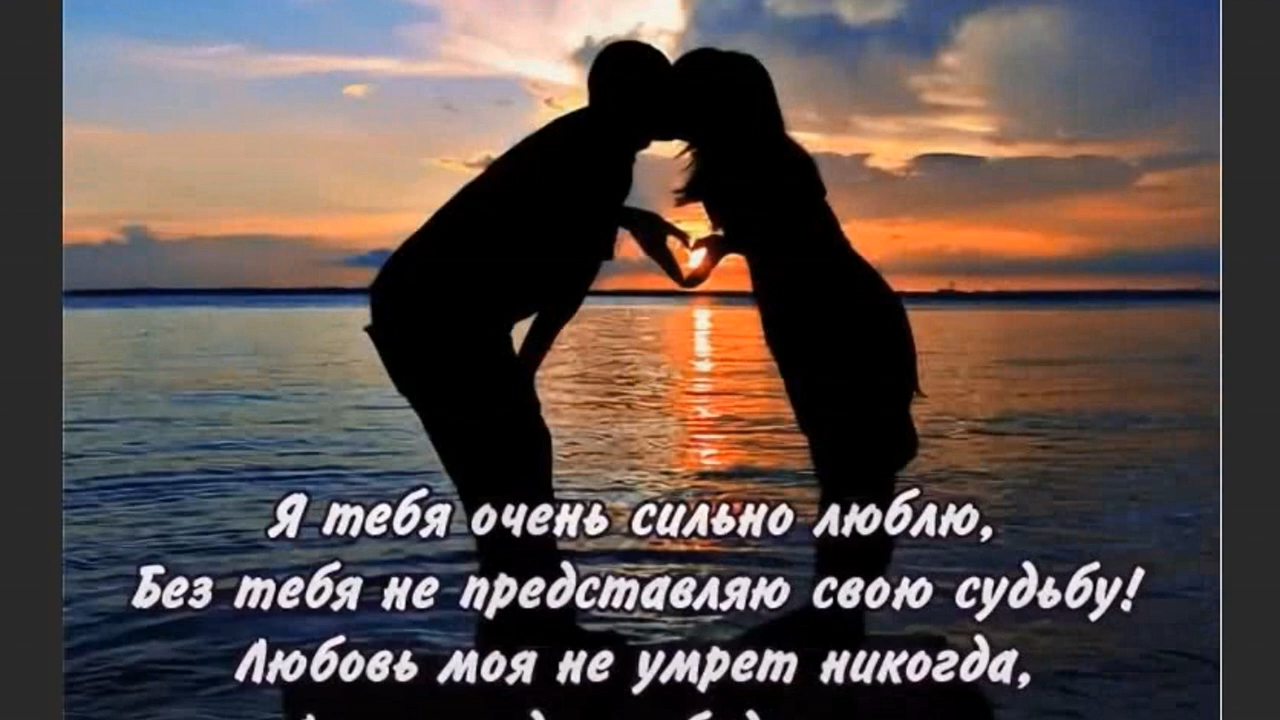 Я тебя очень сильно люблю,
Без тебя не представляю свою судьбу!
Любовь моя не умрет никогда,